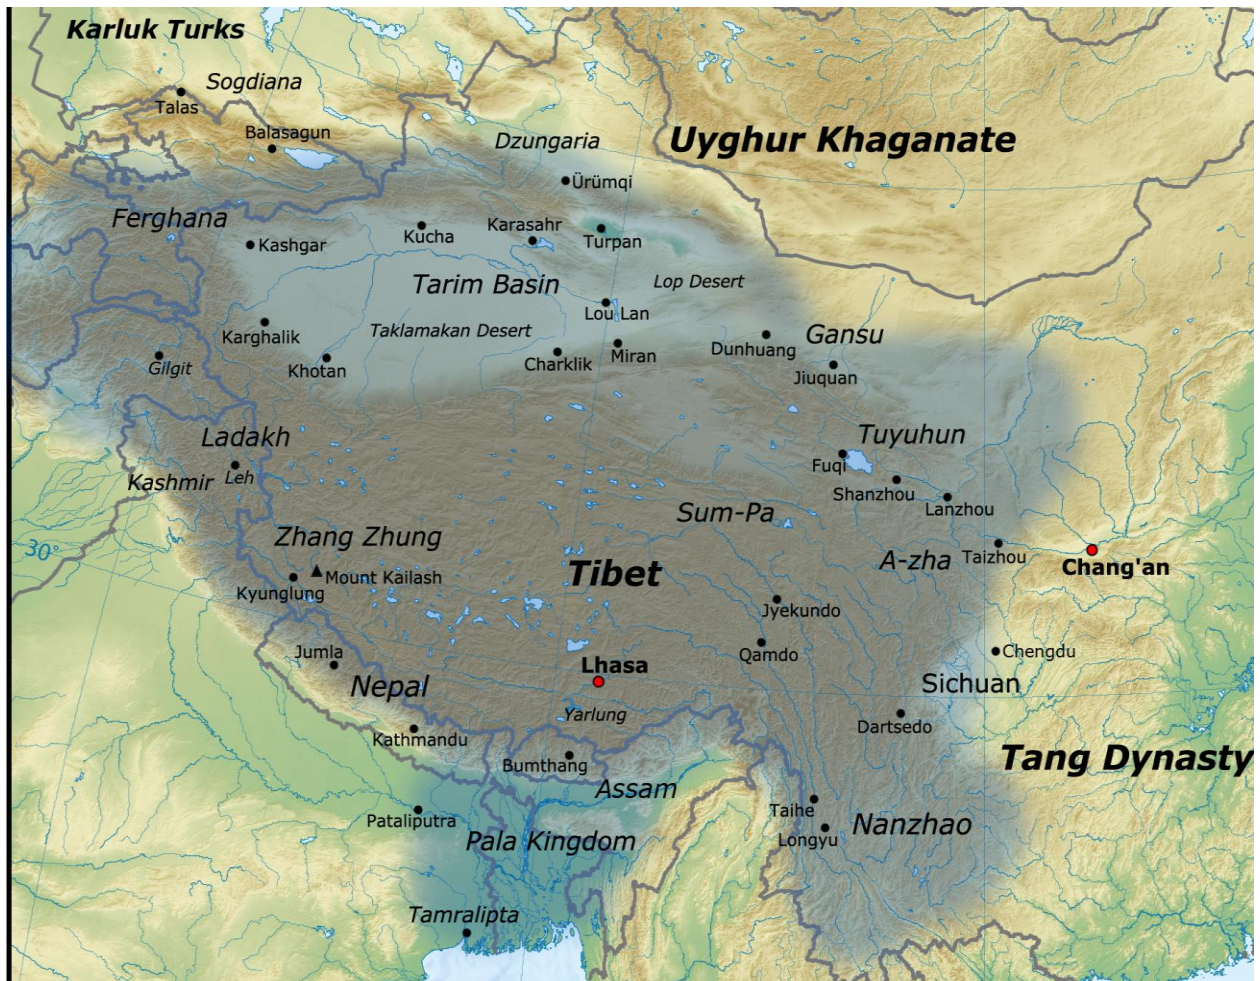 Karluk Turks
Sogdiana
Talas
Balasagun
Dzungaria
Uyghur Khaganate
Ürümqi
Ferghana
Kashgar
Kucha
Karasahr
Turpan
Tarim Basin
Lop Desert
Lou Lan
Karghalik
Taklamakan Desert
Khotan
Charklik
Miran
Dunhuang
Gansu
Jiuquan
Gilgit
Ladakh
Leh
Kashmir
Tuyuhun
Fuqi
Shanzhou
Lanzhou
Sum-Pa
30°
Zhang Zhung
Mount Kailash
Kyunglung
Tibet
A-zha
Taizhou
Chang'an
Jyekundo
Qamdo
Chengdu
Sichuan
Jumla
Nepal
Lhasa
Yarlung
Dartsedo
Kathmandu
Bumthang
Assam
Tang Dynasty
Pataliputra
Pala Kingdom
Taihe
Longyu
Nanzhao
Tamralipta